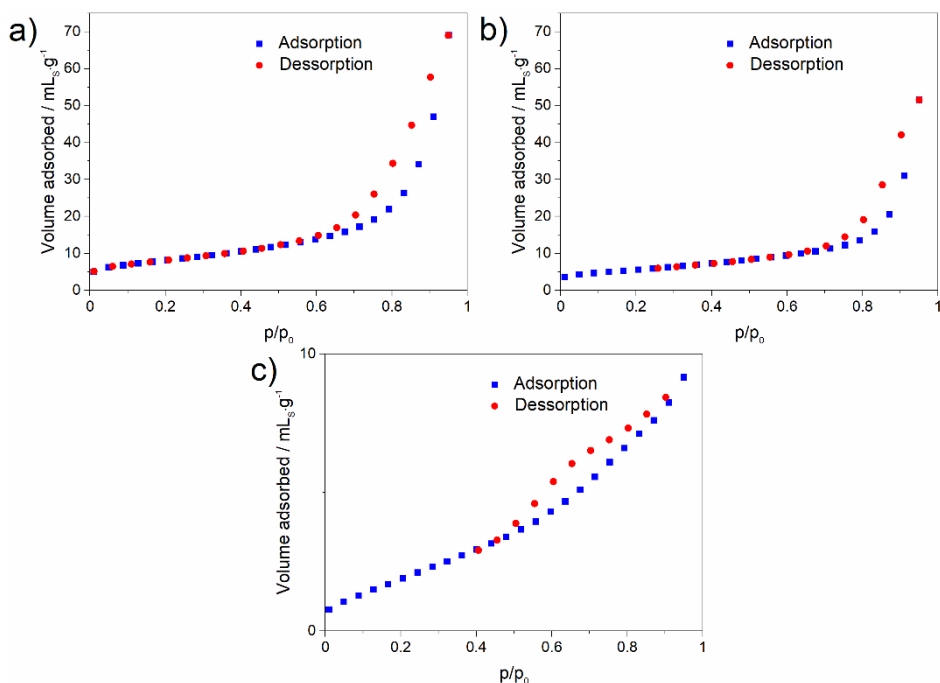 a)
Adsorption
Dessorption
Volume adsorbed / mLₛ.g⁻¹
70
60
50
40
30
20
10
0
0
0.2
0.4
0.6
0.8
1
p/p₀
b)
Adsorption
Dessorption
Volume adsorbed / mLₛ.g⁻¹
70
60
50
40
30
20
10
0
0
0.2
0.4
0.6
0.8
1
p/p₀
c)
Adsorption
Dessorption
Volume adsorbed / mLₛ.g⁻¹
10
0
0
0.2
0.4
0.6
0.8
1
p/p₀